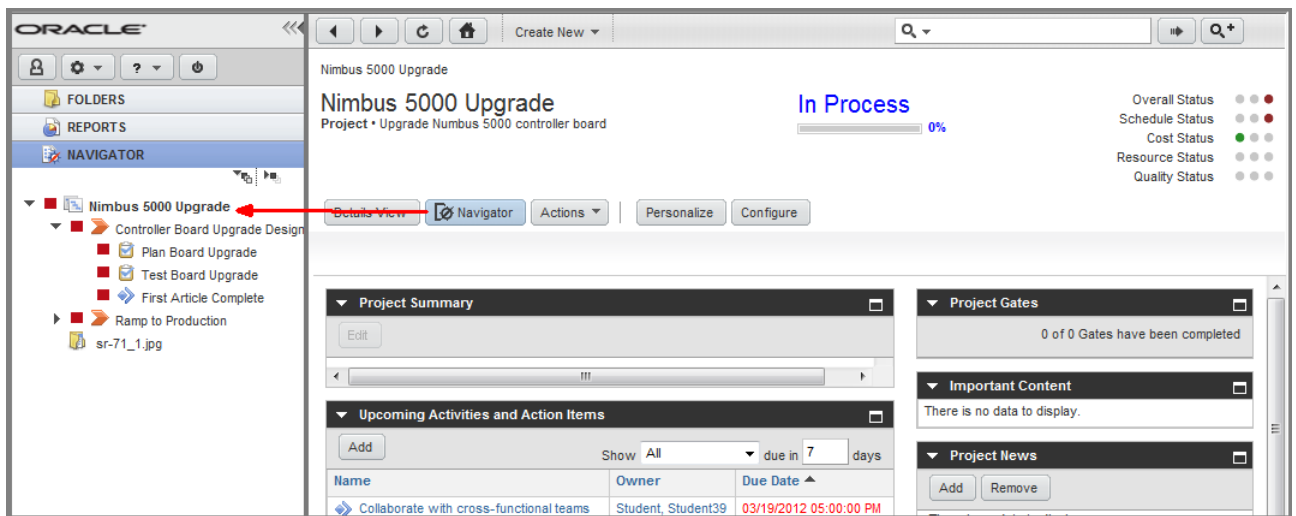 ORACLE
Create New
?
FOLDERS
REPORTS
NAVIGATOR
Nimbus 5000 Upgrade
Controller Board Upgrade Design
Plan Board Upgrade
Test Board Upgrade
First Article Complete
Ramp to Production
sr-71_1.jpg
Nimbus 5000 Upgrade
Nimbus 5000 Upgrade
Project • Upgrade Numbus 5000 controller board
In Process
0%
Overall Status
Schedule Status
Cost Status
Resource Status
Quality Status
Details View Navigator Actions Personalize Configure
Project Summary
Edit
Upcoming Activities and Action Items
Add Show All due in 7 days
Name Owner Due Date
Collaborate with cross-functional teams Student, Student39 03/19/2012 05:00:00 PM
Project Gates
0 of 0 Gates have been completed
Important Content
There is no data to display.
Project News
Add Remove